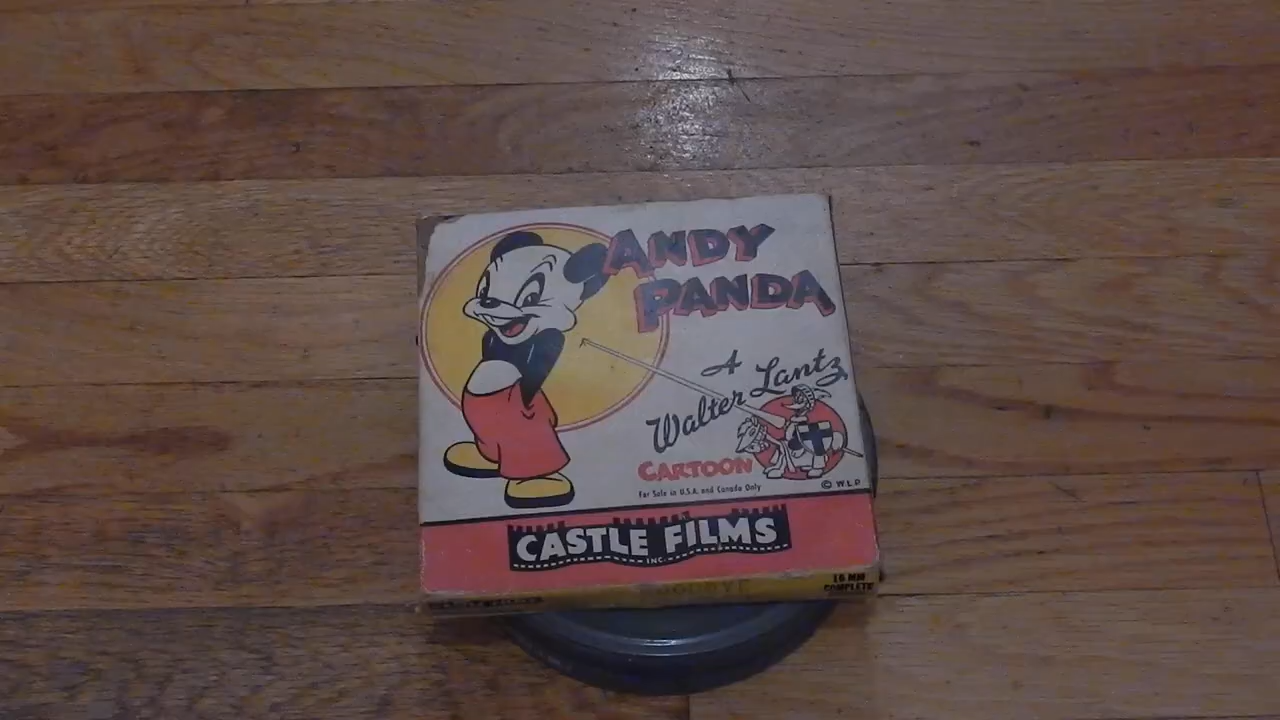 ANDY
PANDA
A
Walter Lantz
CARTOON
For Sale in U.S.A. and Canada Only
© W.L.P.
CASTLE FILMS
INC.
16 MM
COMPLETE